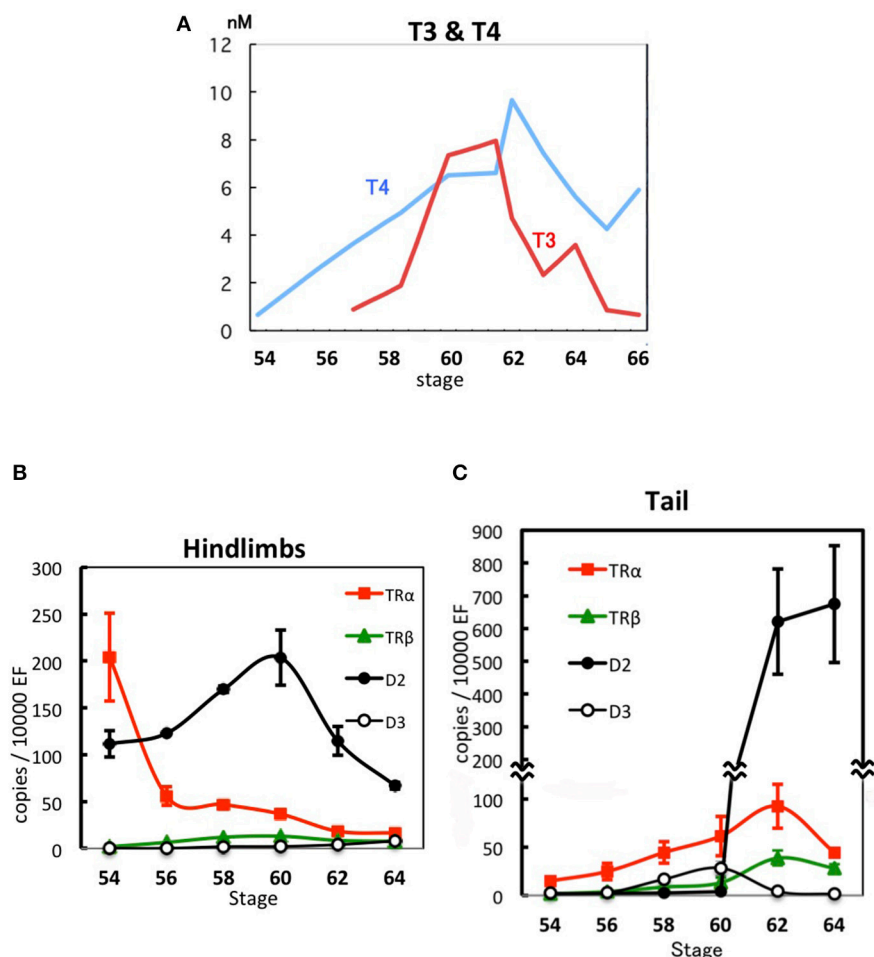 A
nM
T3 & T4
12
10
8
6
4
2
0
T4
T3
54 56 58 60 62 64 66
stage
B
Hindlimbs
300
250
200
150
100
50
0
copies / 10000 EF
TRα
TRβ
D2
D3
54 56 58 60 62 64
Stage
C
Tail
900
800
700
600
500
400
300
200
100
50
0
copies / 10000 EF
TRα
TRβ
D2
D3
54 56 58 60 62 64
Stage